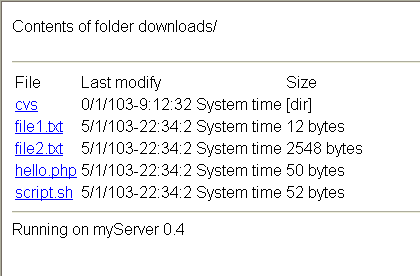 Contents of folder downloads/
File Last modify Size
cvs 0/1/103-9:12:32 System time [dir]
file1.txt 5/1/103-22:34:2 System time 12 bytes
file2.txt 5/1/103-22:34:2 System time 2548 bytes
hello.php 5/1/103-22:34:2 System time 50 bytes
script.sh 5/1/103-22:34:2 System time 52 bytes
Running on myServer 0.4